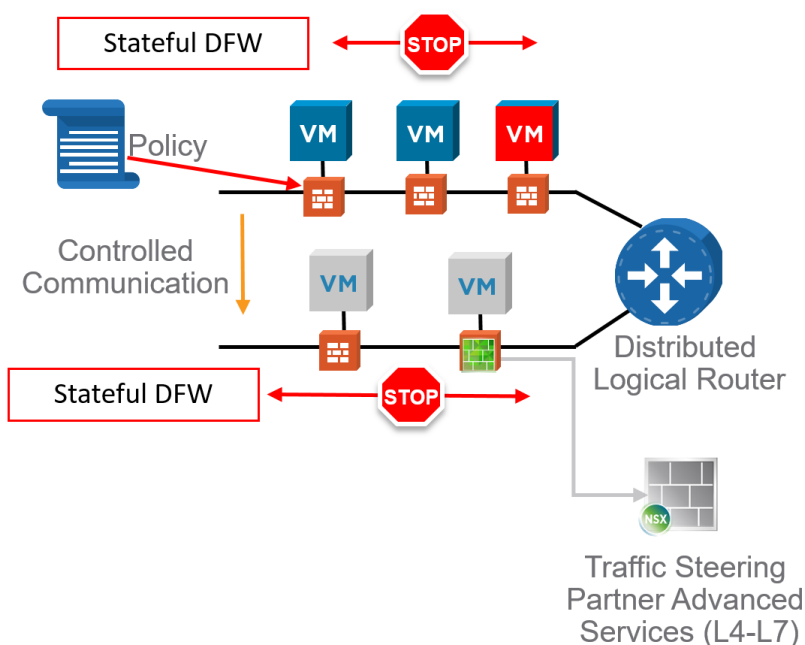 Stateful DFW
STOP
Policy
VM
VM
VM
Controlled
Communication
VM
VM
Distributed
Logical Router
Stateful DFW
STOP
NSX
Traffic Steering
Partner Advanced
Services (L4-L7)